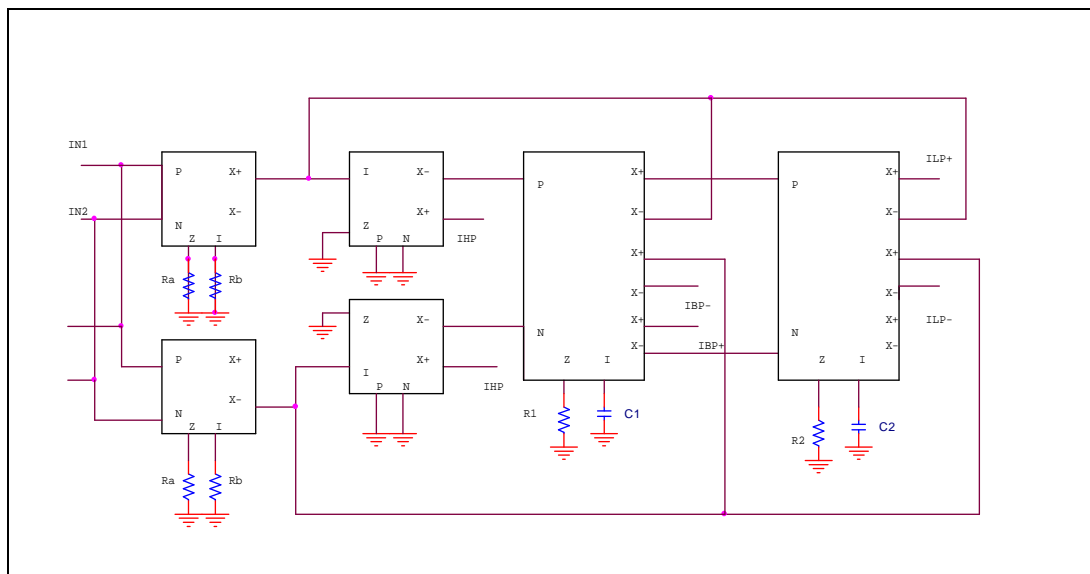 IN1
P
X+
IN2
X-
N
Z
I
Ra
Rb
I
X-
X+
Z
P
N
IHP
Z
X-
X+
I
P
N
IHP
P
X+
N
X-
Z
I
Ra
Rb
P
X+
X-
X+
X-
X+
X-
N
Z
I
IBP-
IBP+
R1
C1
P
X+
X-
X+
X-
X+
X-
N
Z
I
ILP+
ILP-
R2
C2